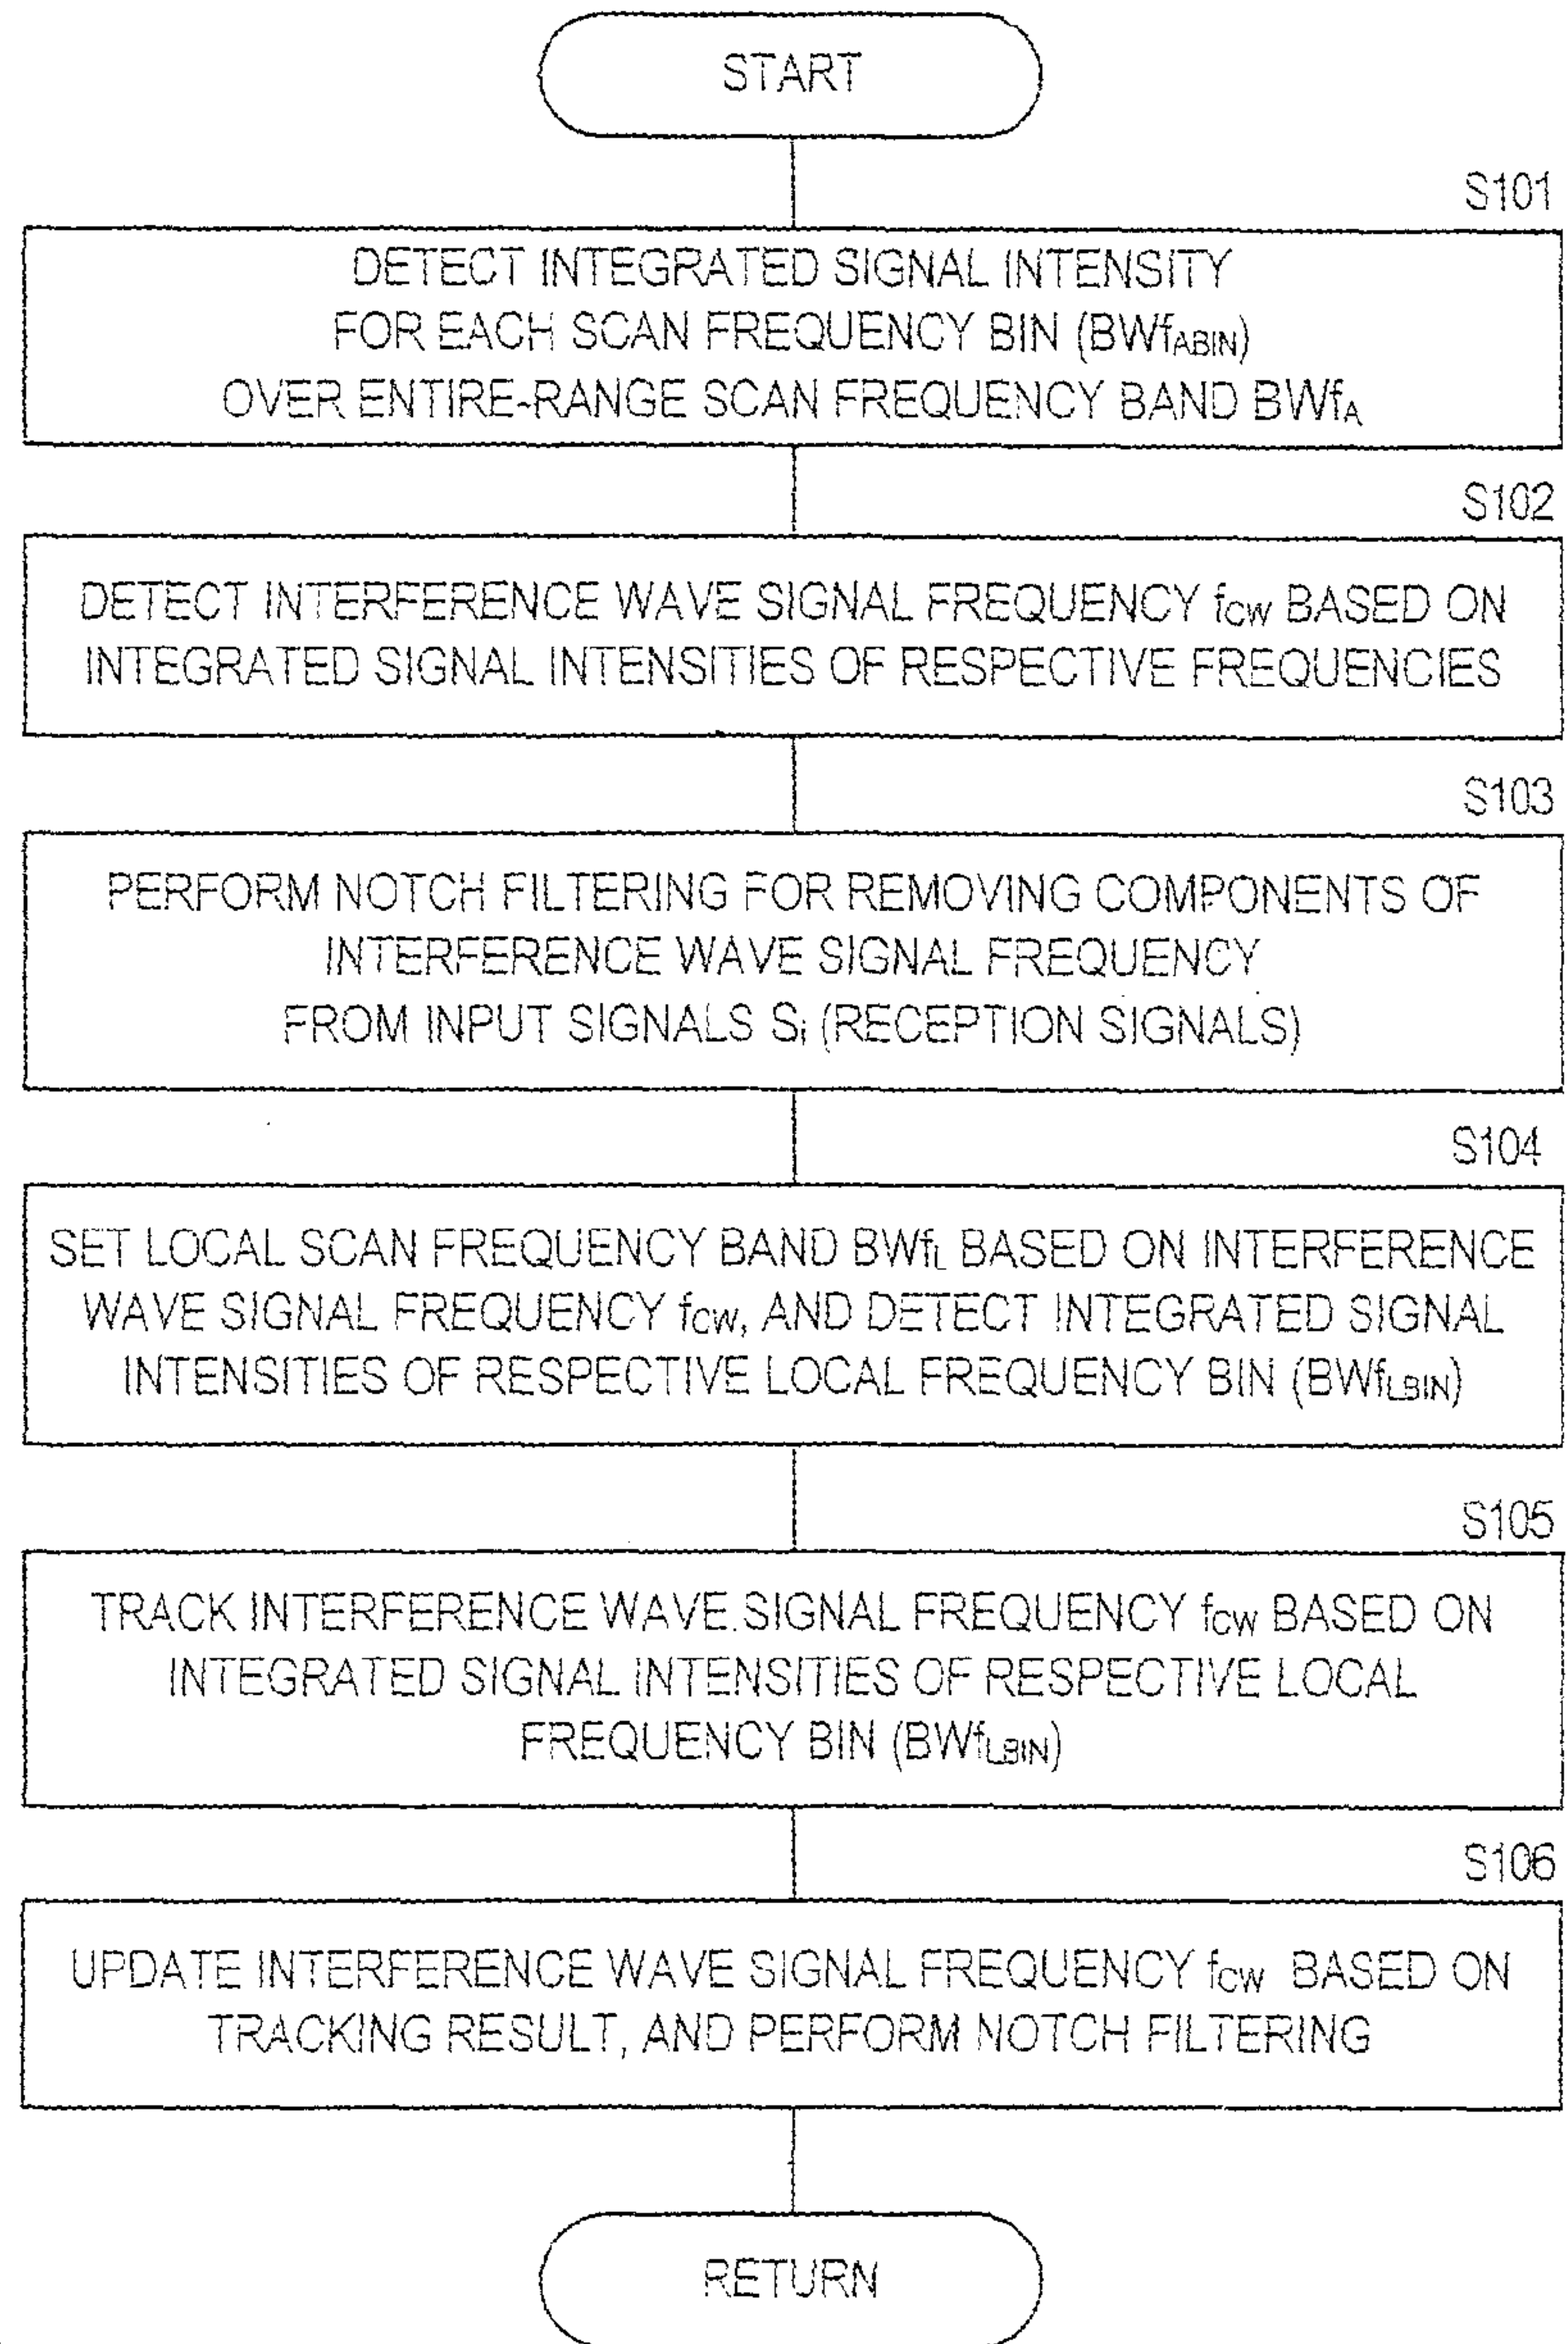 START
S101
DETECT INTEGRATED SIGNAL INTENSITY
FOR EACH SCAN FREQUENCY BIN (BWfABIN)
OVER ENTIRE-RANGE SCAN FREQUENCY BAND BWfA
S102
DETECT INTERFERENCE WAVE SIGNAL FREQUENCY fCW BASED ON
INTEGRATED SIGNAL INTENSITIES OF RESPECTIVE FREQUENCIES
S103
PERFORM NOTCH FILTERING FOR REMOVING COMPONENTS OF
INTERFERENCE WAVE SIGNAL FREQUENCY
FROM INPUT SIGNALS Si (RECEPTION SIGNALS)
S104
SET LOCAL SCAN FREQUENCY BAND BWfL BASED ON INTERFERENCE
WAVE SIGNAL FREQUENCY fCW, AND DETECT INTEGRATED SIGNAL
INTENSITIES OF RESPECTIVE LOCAL FREQUENCY BIN (BWfLBIN)
S105
TRACK INTERFERENCE WAVE SIGNAL FREQUENCY fCW BASED ON
INTEGRATED SIGNAL INTENSITIES OF RESPECTIVE LOCAL
FREQUENCY BIN (BWfLBIN)
S106
UPDATE INTERFERENCE WAVE SIGNAL FREQUENCY fCW BASED ON
TRACKING RESULT, AND PERFORM NOTCH FILTERING
RETURN